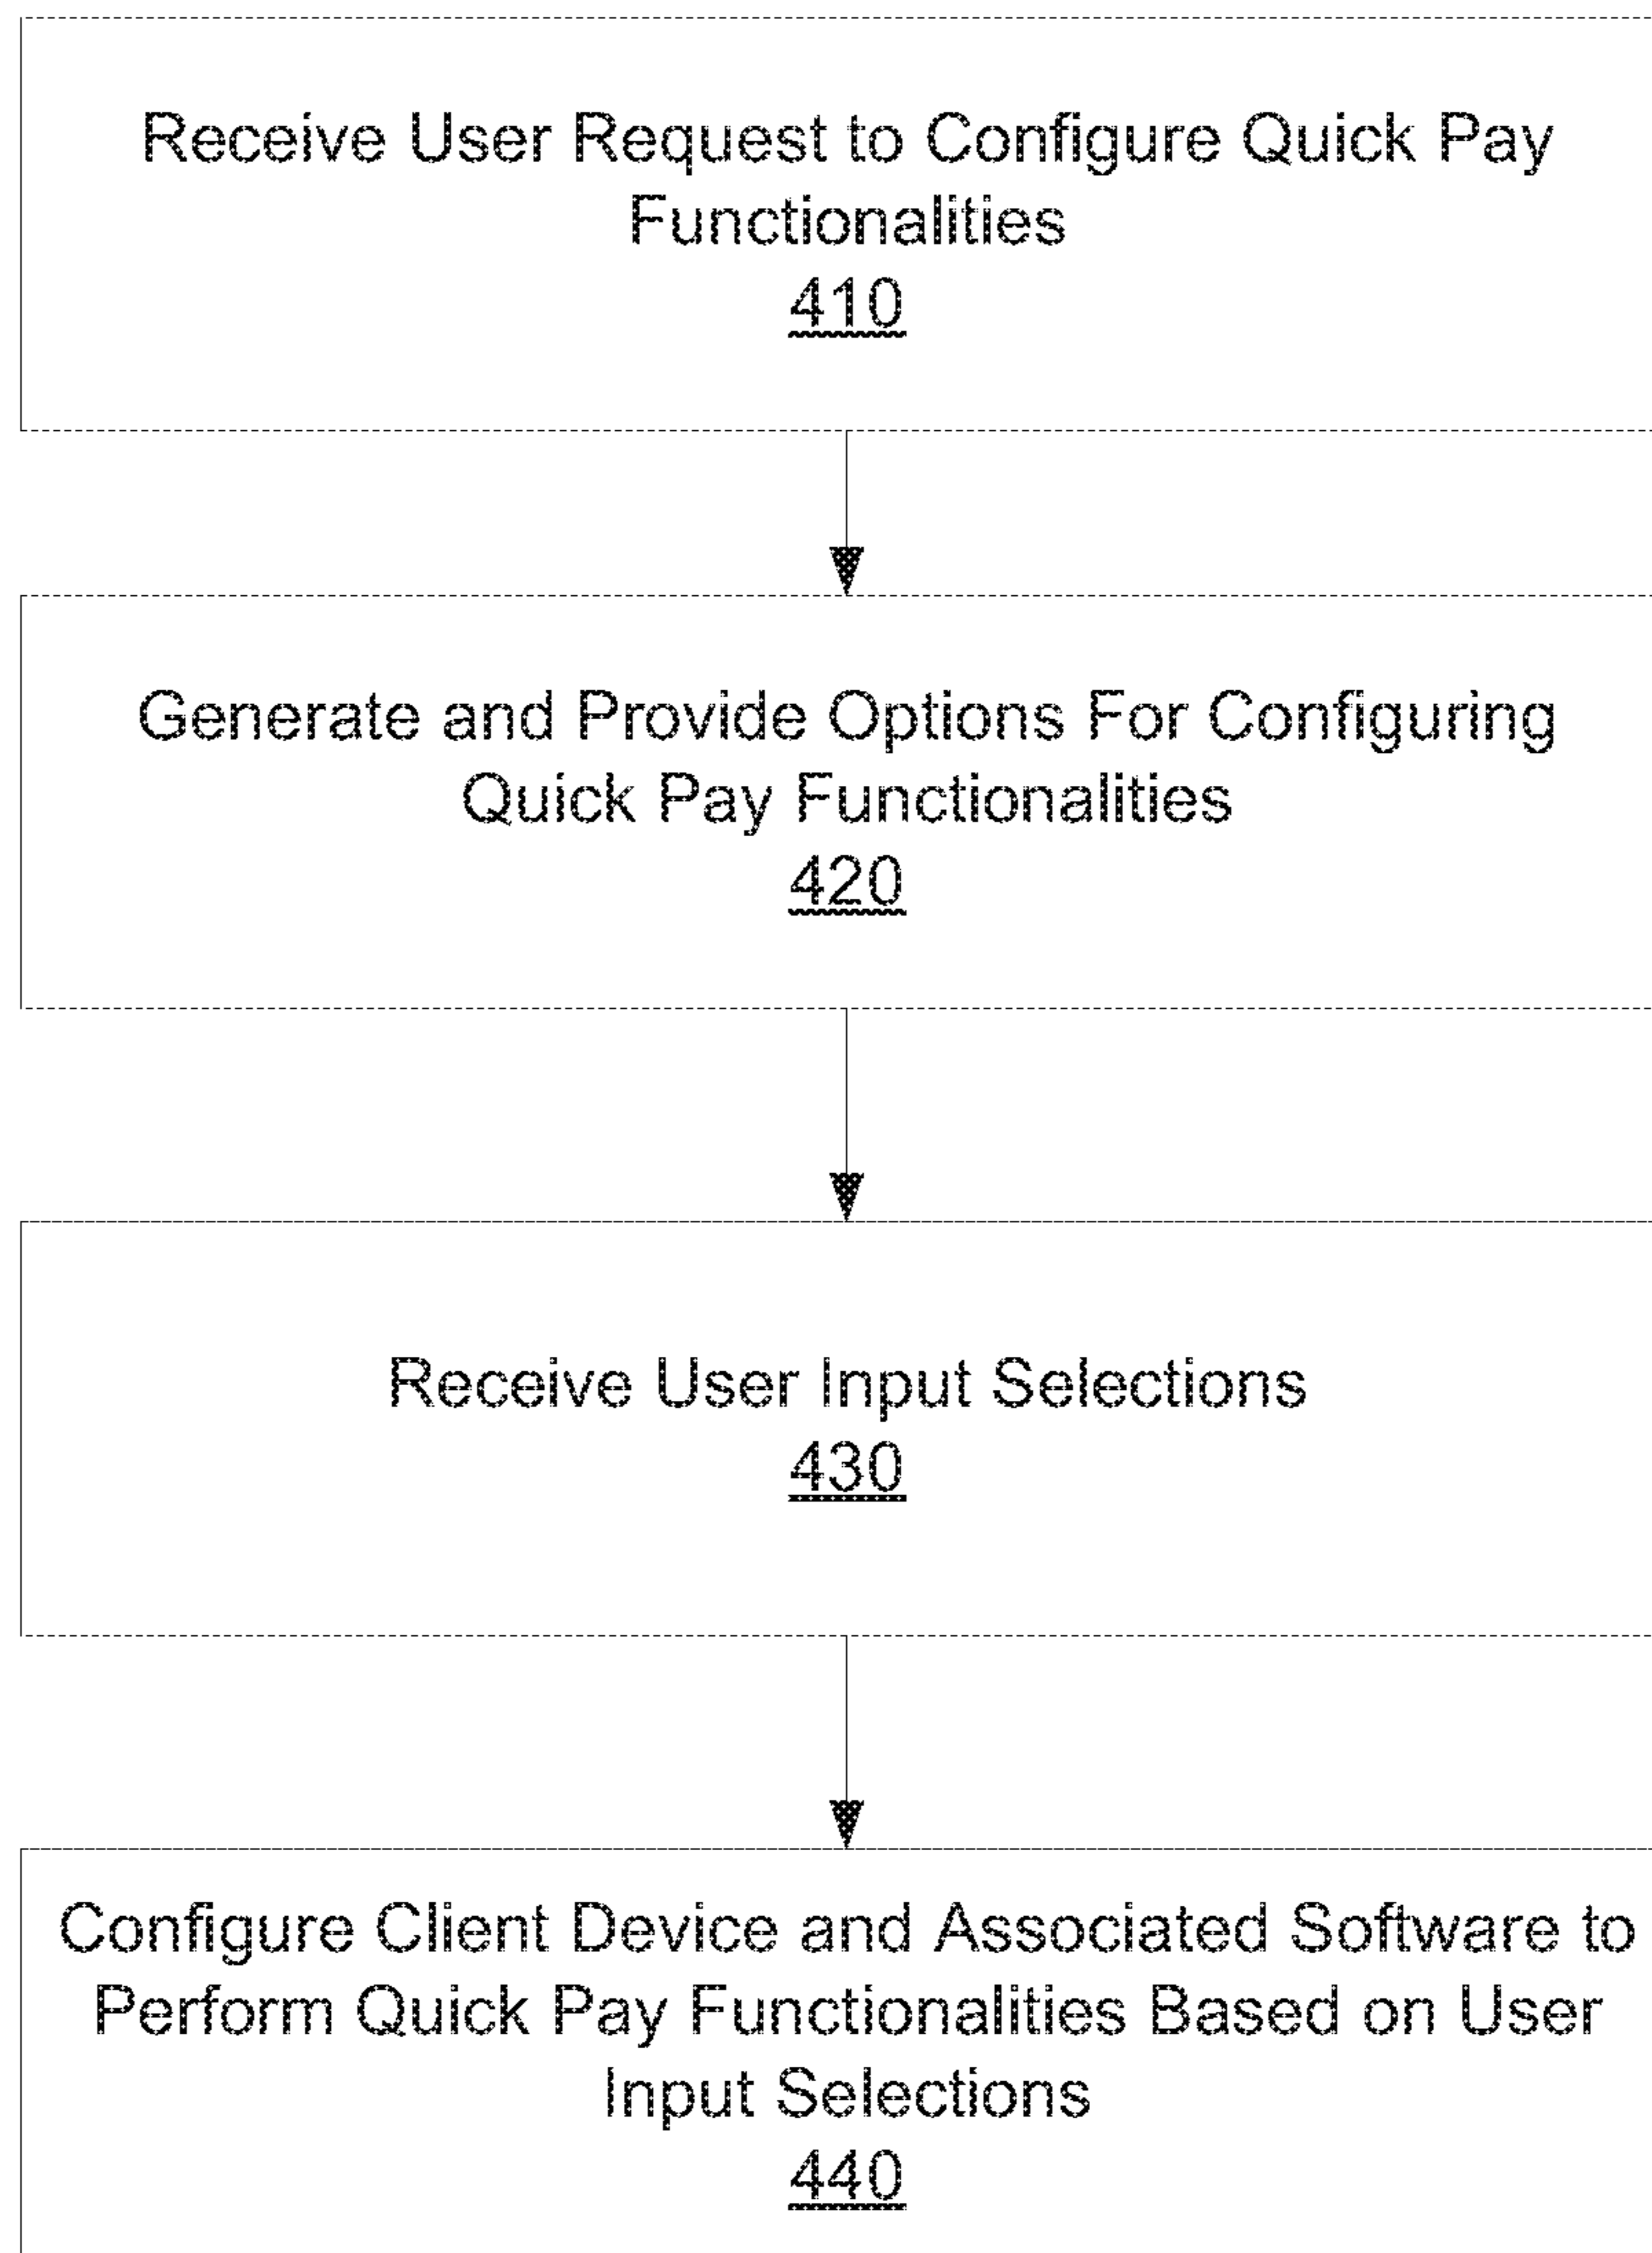 Receive User Request to Configure Quick Pay
Functionalities
410
Generate and Provide Options For Configuring
Quick Pay Functionalities
420
Receive User Input Selections
430
Configure Client Device and Associated Software to
Perform Quick Pay Functionalities Based on User
Input Selections
440